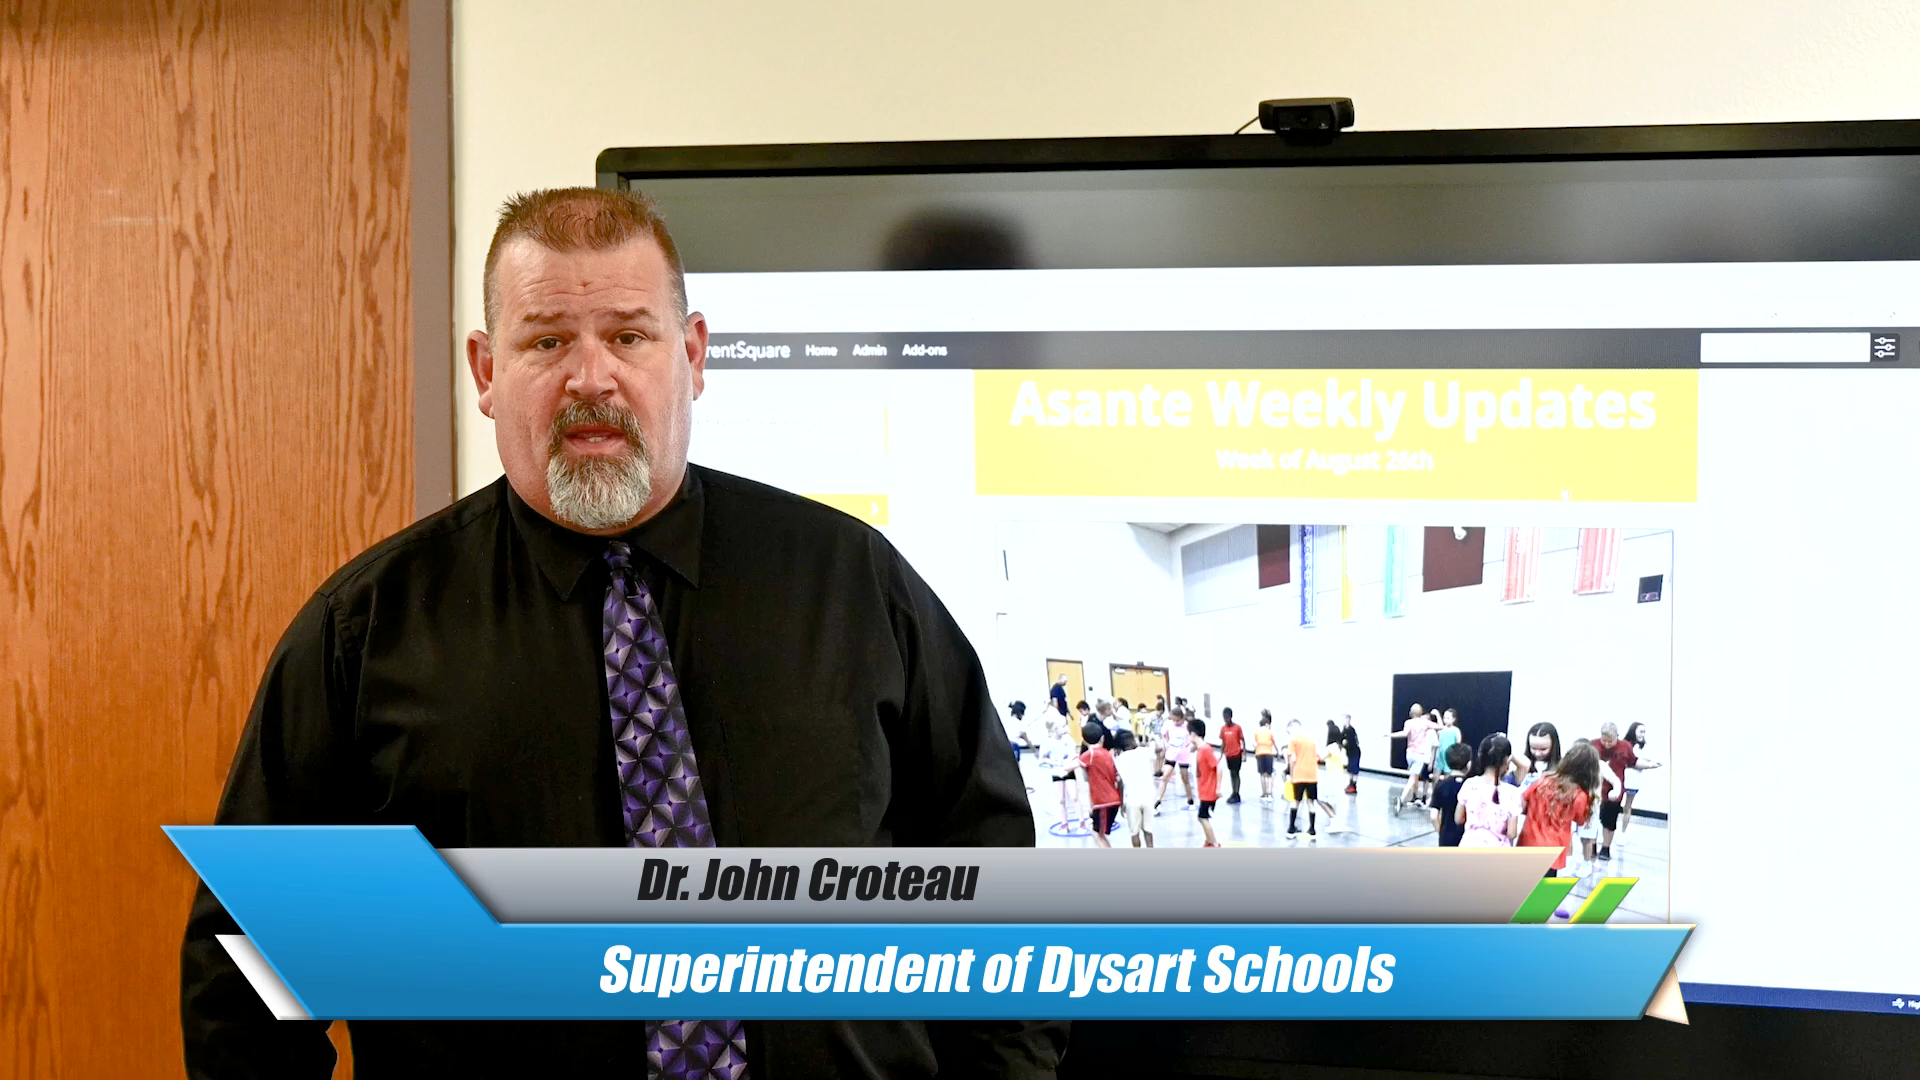 rentSquare Home Admin Add-ons
Asante Weekly Updates
Week of August 26th
Dr. John Croteau
Superintendent of Dysart Schools